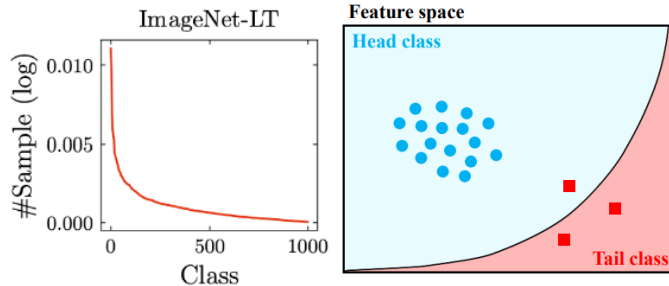 ImageNet-LT
#Sample (log)
0.010
0.005
0.000
0
500
1000
Class
Feature space
Head class
Tail class